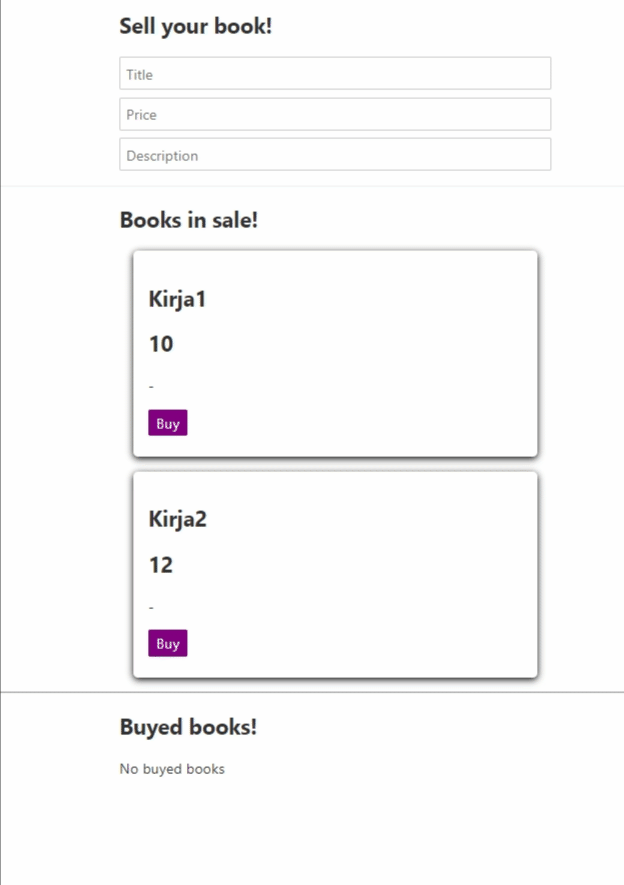 Sell your book!
Title
Price
Description
Books in sale!
Kirja1
10
-
Buy
Kirja2
12
-
Buy
Buyed books!
No buyed books